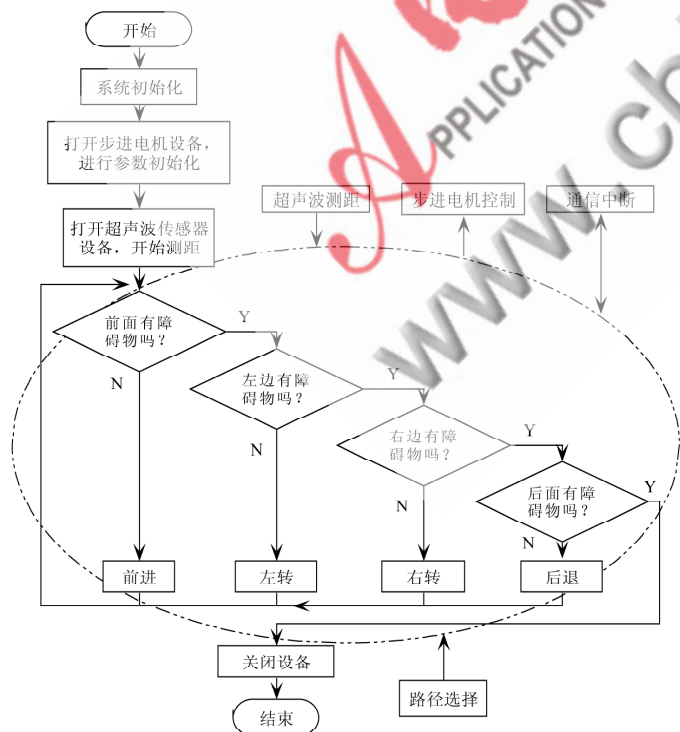 开始
系统初始化
打开步进电机设备，
进行参数初始化
打开超声波传感器
设备，开始测距
超声波测距
步进电机控制
通信中断
前面有障
碍物吗？
Y
N
左边有障
碍物吗？
Y
N
右边有障
碍物吗？
Y
N
后面有障
碍物吗？
Y
N
前进
左转
右转
后退
关闭设备
路径选择
结束
APPLICATION
www.ch